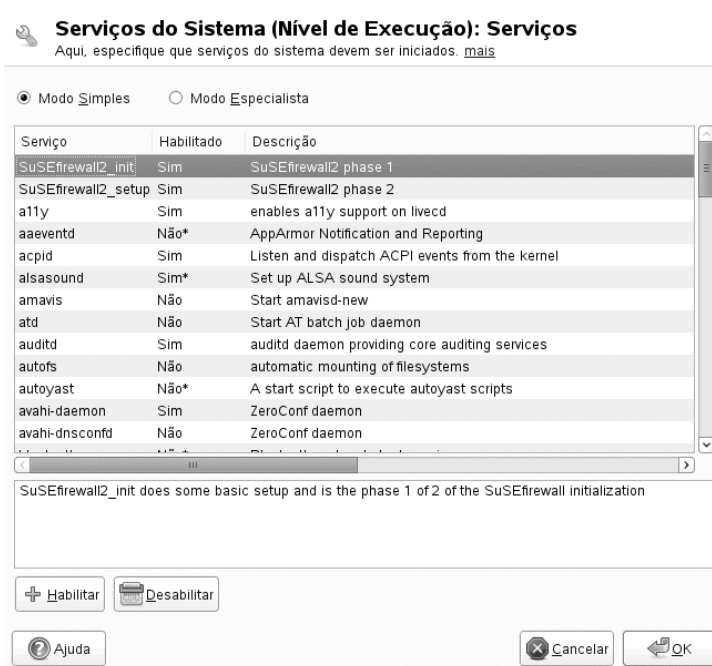 Serviços do Sistema (Nível de Execução): Serviços
Aqui, especifique que serviços do sistema devem ser iniciados. mais
Modo Simples Modo Especialista
Serviço Habilitado Descrição
SuSEfirewall2_init Sim SuSEfirewall2 phase 1
SuSEfirewall2_setup Sim SuSEfirewall2 phase 2
a11y Sim enables a11y support on livecd
aaeventd Não* AppArmor Notification and Reporting
acpid Sim Listen and dispatch ACPI events from the kernel
alsasound Sim* Set up ALSA sound system
amavis Não Start amavisd-new
atd Não Start AT batch job daemon
auditd Sim auditd daemon providing core auditing services
autofs Não automatic mounting of filesystems
autoyast Não* A start script to execute autoyast scripts
avahi-daemon Sim ZeroConf daemon
avahi-dnsconfd Não ZeroConf daemon
SuSEfirewall2_init does some basic setup and is the phase 1 of 2 of the SuSEfirewall initialization
Habilitar Desabilitar
Ajuda Cancelar OK